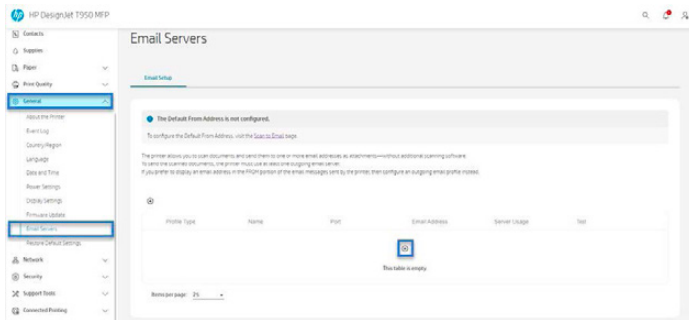 hp HP DesignJet T950 MFP
Contacts
Supplies
Paper
Print Quality
General
About the Printer
Event Log
Country/Region
Language
Date and Time
Power Settings
Display Settings
Firmware Update
Email Servers
Restore Default Settings
Network
Security
Support Tools
Connected Printing
Email Servers
Email Setup
The Default From Address is not configured.
To configure the Default From Address, visit the Scan to Email page.
The printer allows you to scan documents and send them to one or more email addresses as attachments—without additional scanning software.
To send the scanned documents, the printer must use at least one outgoing email server.
If you prefer to display an email address in the FROM portion of the email messages sent by the printer, then configure an outgoing email profile instead.
Profile Type Name Port Email Address Server Usage Test
This table is empty.
Items per page: 25